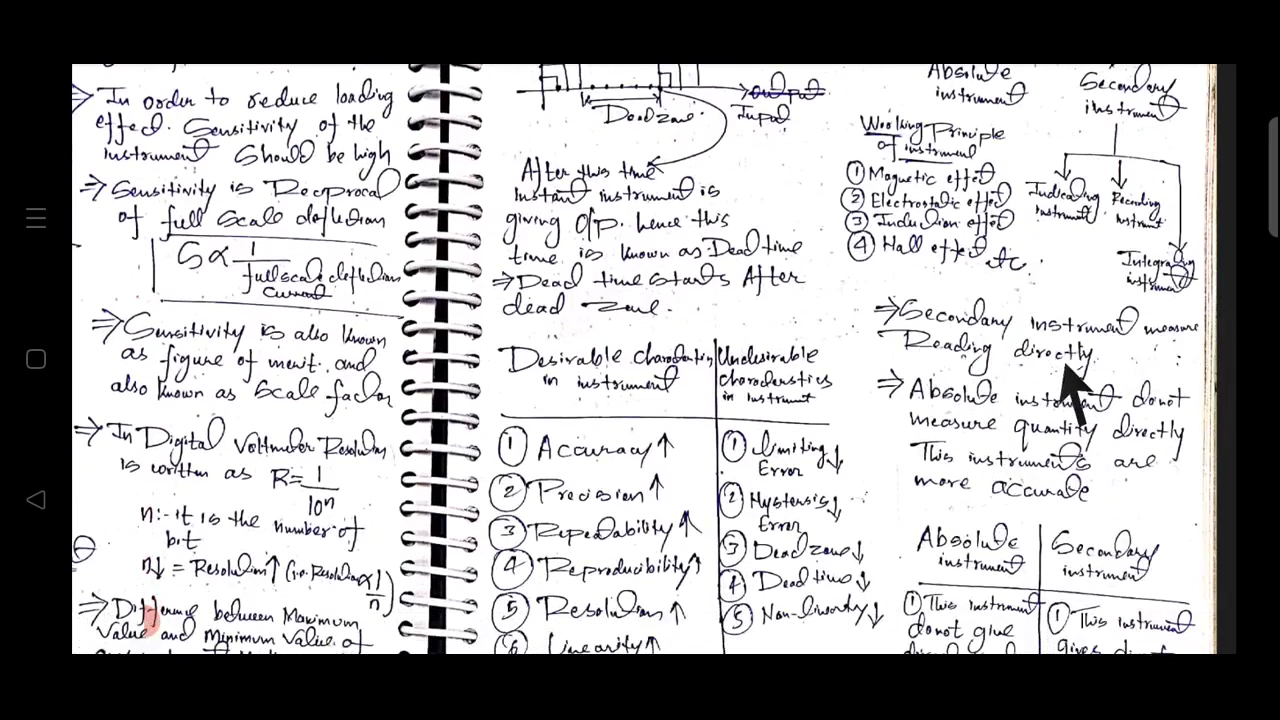 In order to reduce loading
effect. Sensitivity of the
instrument Should be high
⇒ Sensitivity is Reciprocal
of full scale deflection
S ∝ 1
full scale deflection
current
⇒ Sensitivity is also known
as figure of merit. and
also known as Scale factor
⇒ In Digital Voltmeter Resolution
is written as R = 1/10^n
n:- it is the number of
bit
n↓ = Resolution↑ (i.e. Resolution ∝ 1/n)
⇒ Difference between Maximum
Value and Minimum Value of
Dead zone
output
Input
After this time
instant instrument is
giving O/P. hence this
time is known as Dead time
⇒ Dead time starts After
dead zone.
Desirable characteristics
in instrument
① Accuracy ↑
② Precision ↑
③ Repeatability ↑
④ Reproducibility ↑
⑤ Resolution ↑
⑥ Linearity ↑
Undesirable
characterstics
in instrument
① Limiting
Error ↓
② Hystersis
Error ↓
③ Dead zone ↓
④ Dead time ↓
⑤ Non-linearity ↓
Absolute
instrument
Secondary
instrument
Working Principle
of instrument
① Magnetic effect
② Electrostatic effect
③ Induction effect
④ Hall effect etc
Indicating
instrument
Recording
instrument
Integrating
instrument
⇒ Secondary instrument measure
Reading directly.
⇒ Absolute instrument donot
measure quantity directly
This instruments are
more accurate
Absolute
instrument
① This instrument
donot give
Secondary
instrument
① This instrument
gives direct